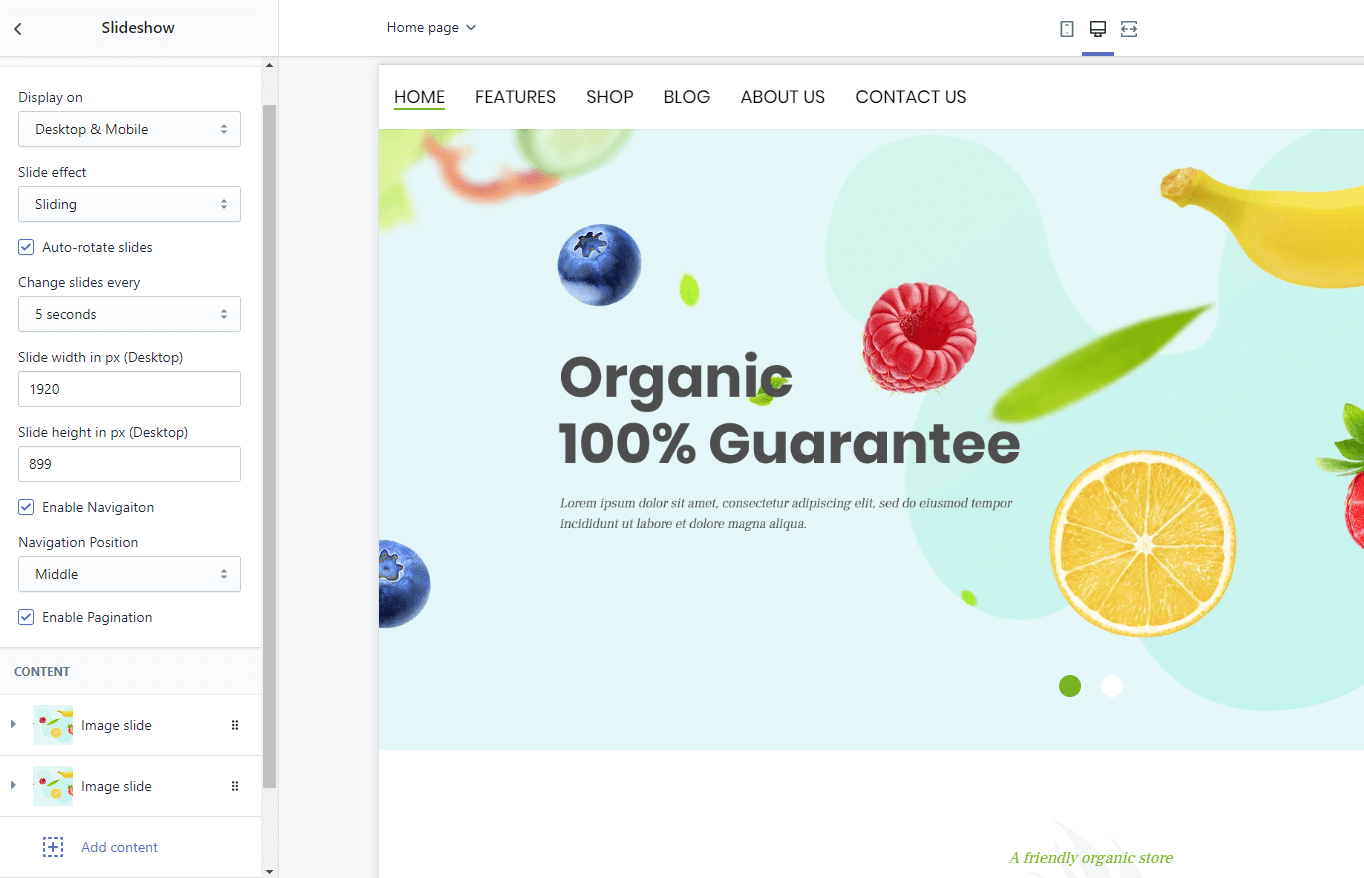 Slideshow
Home page
Display on
Desktop & Mobile
Slide effect
Sliding
Auto-rotate slides
Change slides every
5 seconds
Slide width in px (Desktop)
1920
Slide height in px (Desktop)
899
Enable Navigaiton
Navigation Position
Middle
Enable Pagination
CONTENT
Image slide
Image slide
Add content
HOME FEATURES SHOP BLOG ABOUT US CONTACT US
Organic
100% Guarantee
Lorem ipsum dolor sit amet, consectetur adipiscing elit, sed do eiusmod tempor
incididunt ut labore et dolore magna aliqua.
A friendly organic store